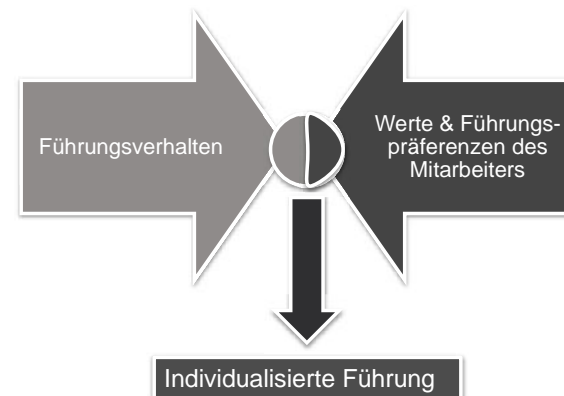 Führungsverhalten
Werte & Führungs-
präferenzen des
Mitarbeiters
Individualisierte Führung